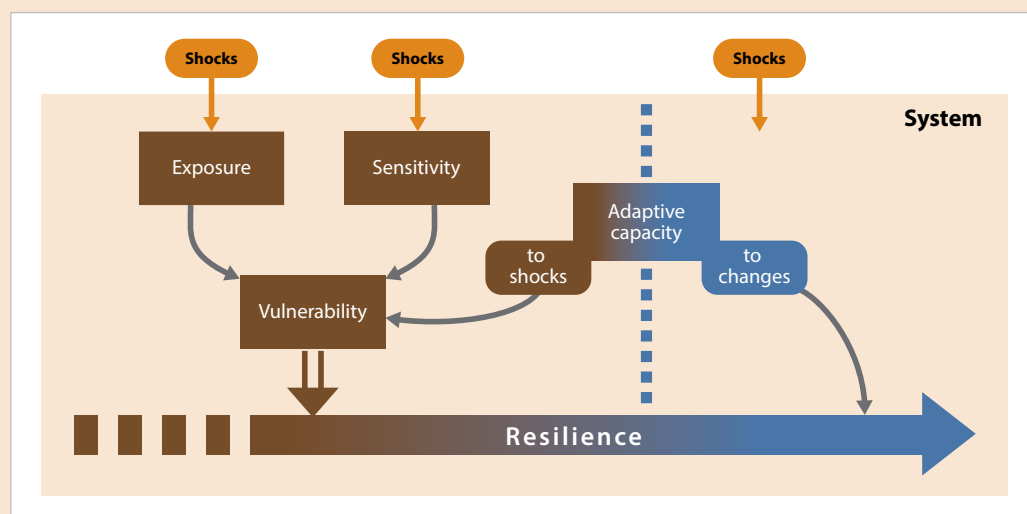 Shocks
Shocks
Shocks
System
Exposure
Sensitivity
Adaptive
capacity
to
shocks
to
changes
Vulnerability
Resilience